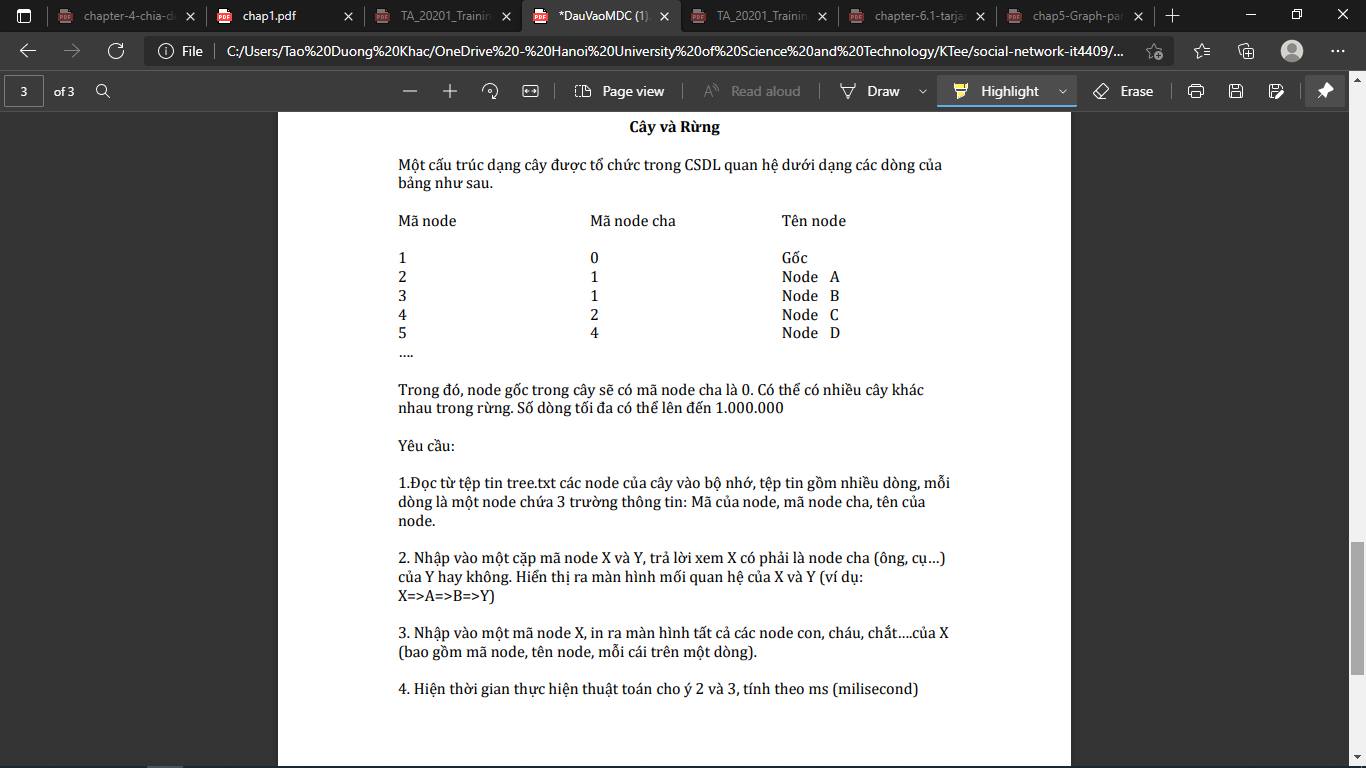 chapter-4-chia-d
chap1.pdf
TA_20201_Trainin
*DauVaoMDC (1)
TA_20201_Trainin
chapter-6.1-tarja
chap5-Graph-pa
File C:/Users/Tao%20Duong%20Khac/OneDrive%20-%20Hanoi%20University%20of%20Science%20and%20Technology/KTee/social-network-it4409/...
3 of 3 Page view Read aloud Draw Highlight Erase
Cây và Rừng
Một cấu trúc dạng cây được tổ chức trong CSDL quan hệ dưới dạng các dòng của
bảng như sau.
Mã node Mã node cha Tên node
1 0 Gốc
2 1 Node A
3 1 Node B
4 2 Node C
5 4 Node D
....
Trong đó, node gốc trong cây sẽ có mã node cha là 0. Có thể có nhiều cây khác
nhau trong rừng. Số dòng tối đa có thể lên đến 1.000.000
Yêu cầu:
1.Đọc từ tệp tin tree.txt các node của cây vào bộ nhớ, tệp tin gồm nhiều dòng, mỗi
dòng là một node chứa 3 trường thông tin: Mã của node, mã node cha, tên của
node.
2. Nhập vào một cặp mã node X và Y, trả lời xem X có phải là node cha (ông, cụ...)
của Y hay không. Hiển thị ra màn hình mối quan hệ của X và Y (ví dụ:
X=>A=>B=>Y)
3. Nhập vào một mã node X, in ra màn hình tất cả các node con, cháu, chắt....của X
(bao gồm mã node, tên node, mỗi cái trên một dòng).
4. Hiện thời gian thực hiện thuật toán cho ý 2 và 3, tính theo ms (milisecond)